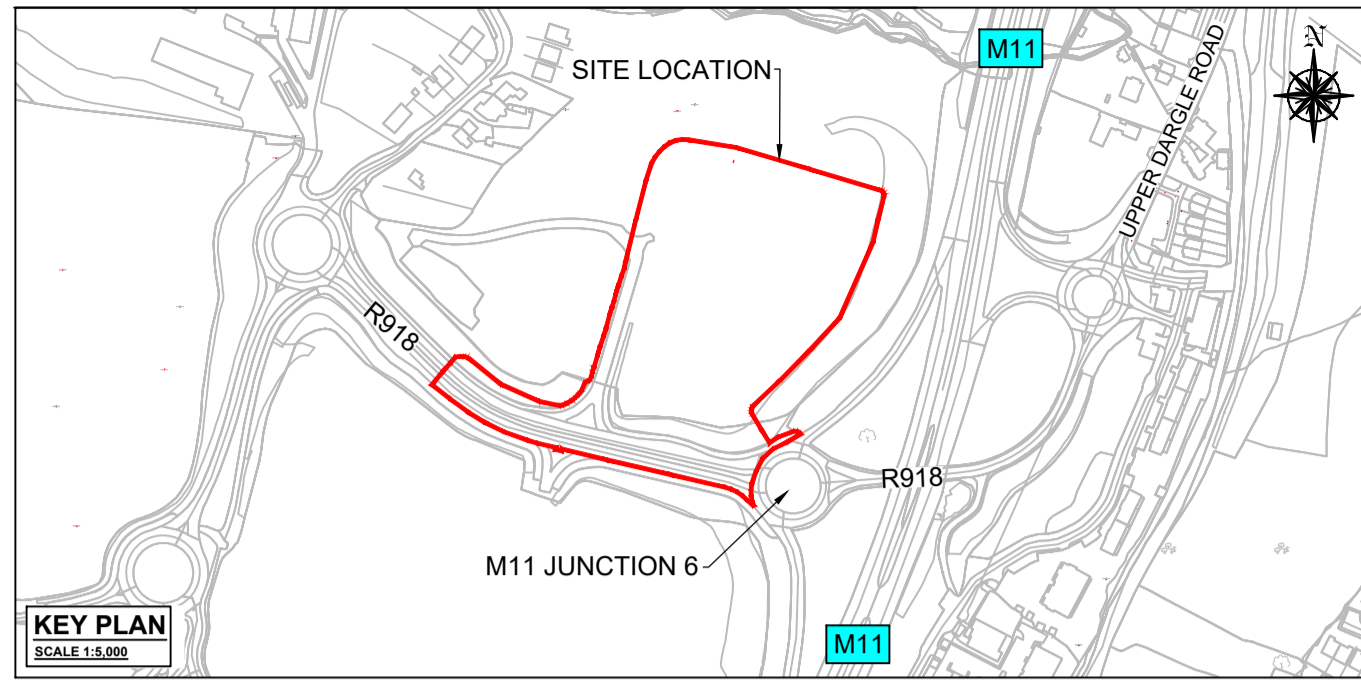 M11
SITE LOCATION
UPPER DARGLE ROAD
N
R918
R918
M11 JUNCTION 6
M11
KEY PLAN
SCALE 1:5,000